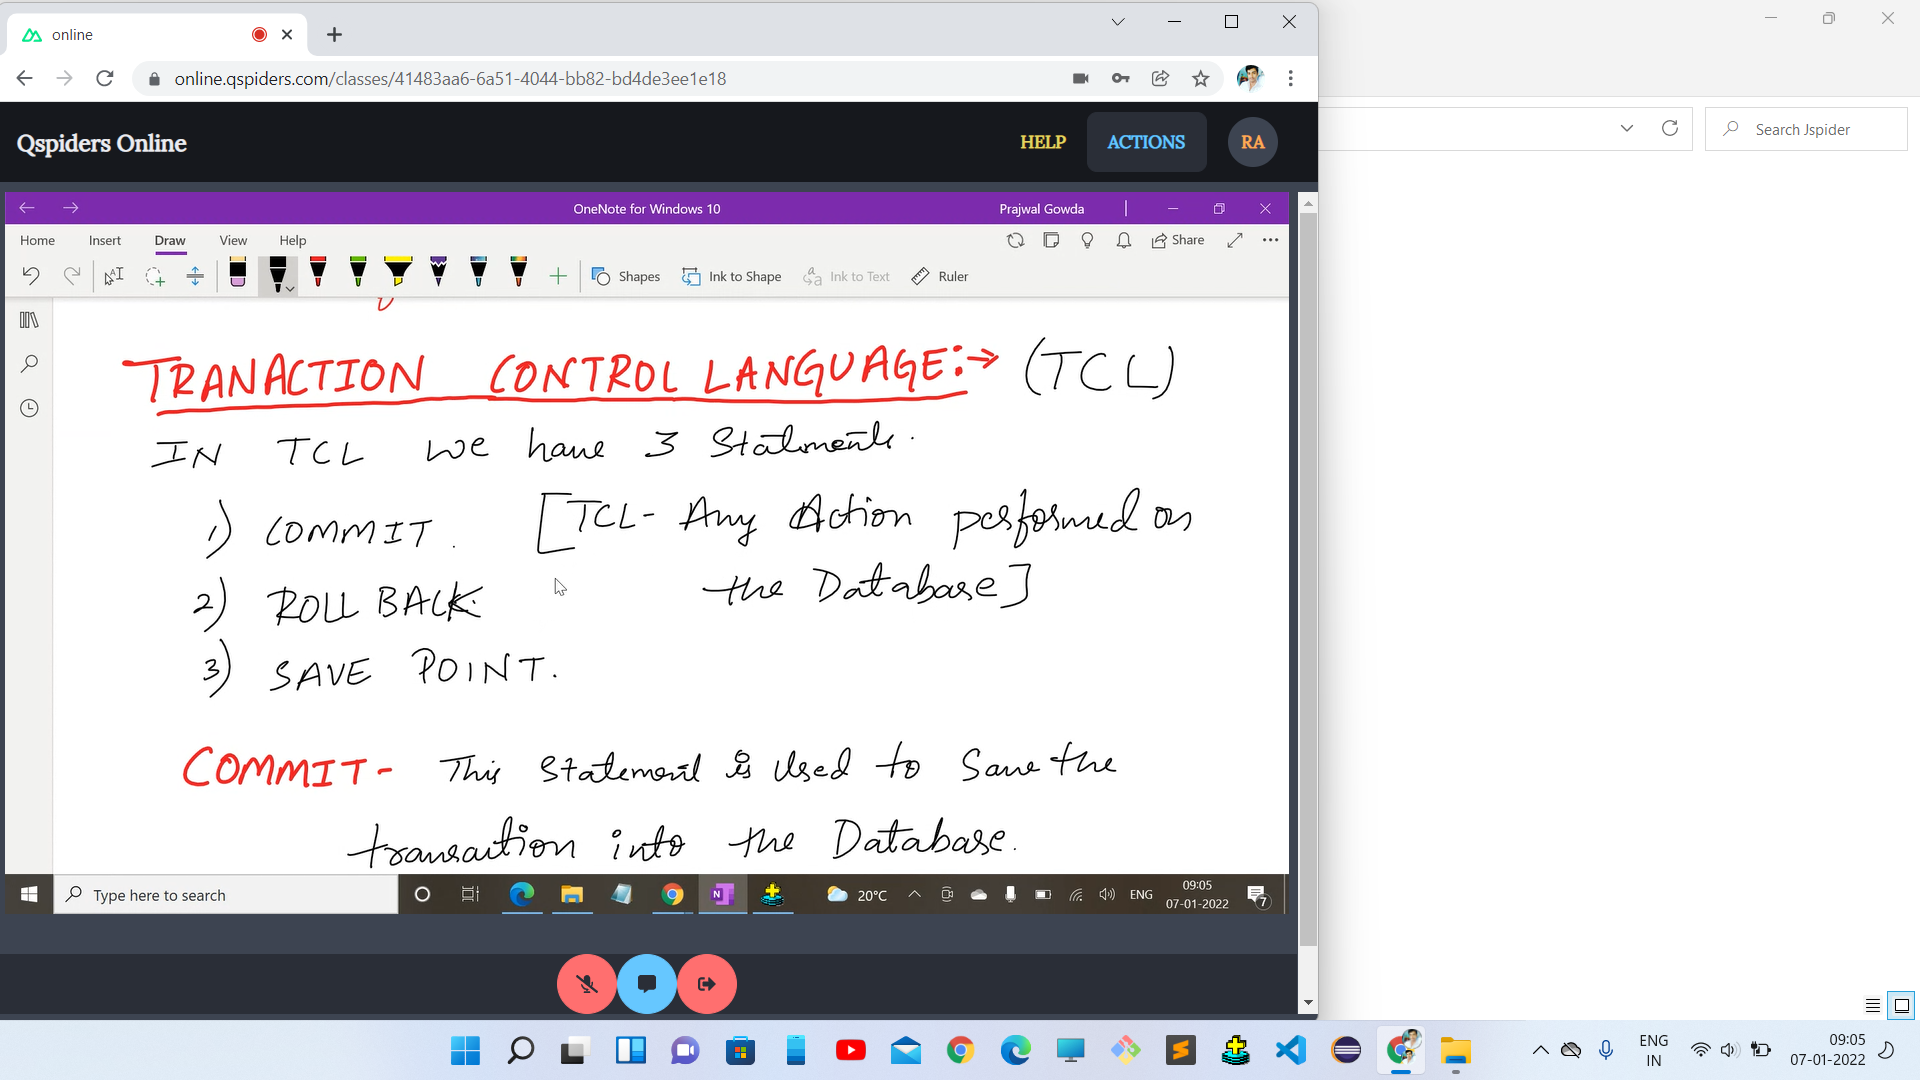 online
online.qspiders.com/classes/41483aa6-6a51-4044-bb82-bd4de3ee1e18
Search Jspider
Qspiders Online
HELP
ACTIONS
RA
OneNote for Windows 10
Prajwal Gowda
Home Insert Draw View Help
Share
Shapes Ink to Shape Ink to Text Ruler
TRANACTION CONTROL LANGUAGE:→ (TCL)
IN TCL we have 3 Statements.
1) COMMIT. [TCL- Any Action performed on
2) ROLL BACK. the Database]
3) SAVE POINT.
COMMIT- This Statement is Used to Save the
transaction into the Database.
Type here to search
20°C
ENG
09:05
07-01-2022
7
ENG
IN
09:05
07-01-2022